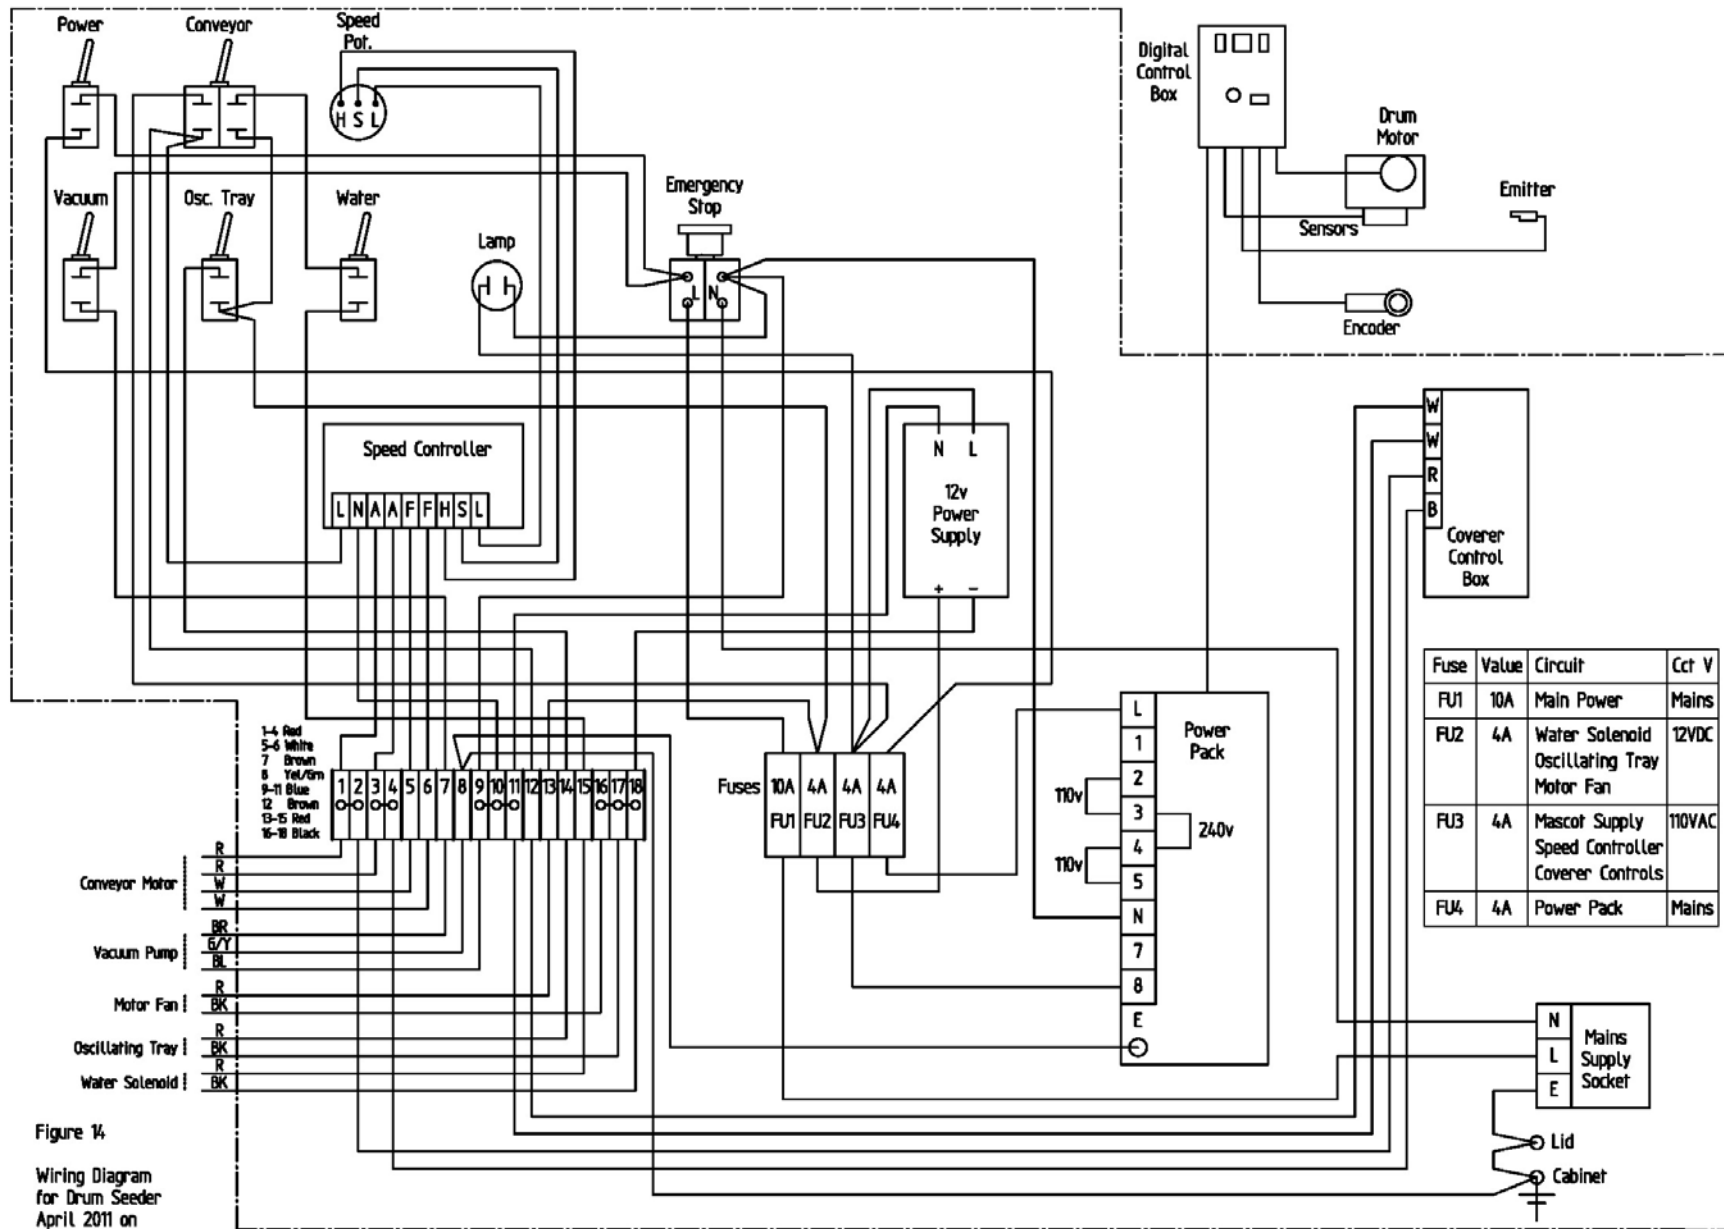 Power
Conveyor
Speed
Pot.
H S L
Vacuum
Osc. Tray
Water
Lamp
Emergency
Stop
L N
Digital
Control
Box
Drum
Motor
Sensors
Emitter
Encoder
Speed Controller
L N A A F F H S L
N L
12v
Power
Supply
+ -
W
W
R
B
Coverer
Control
Box
Fuse Value Circuit Cct V
FU1 10A Main Power Mains
FU2 4A Water Solenoid 12VDC
Oscillating Tray
Motor Fan
FU3 4A Mascot Supply 110VAC
Speed Controller
Coverer Controls
FU4 4A Power Pack Mains
1-4 Red
5-6 White
7 Brown
8 Yel/Grn
9-11 Blue
12 Brown
13-15 Red
16-18 Black
1 2 3 4 5 6 7 8 9 10 11 12 13 14 15 16 17 18
Fuses
10A 4A 4A 4A
FU1 FU2 FU3 FU4
Power
Pack
L
1
2
3
4
5
N
7
8
E
110v
110v
240v
Conveyor Motor
R
R
W
W
Vacuum Pump
BR
G/Y
BL
Motor Fan
R
BK
Oscillating Tray
R
BK
Water Solenoid
R
BK
N
L
E
Mains
Supply
Socket
Lid
Cabinet
Figure 14
Wiring Diagram
for Drum Seeder
April 2011 on